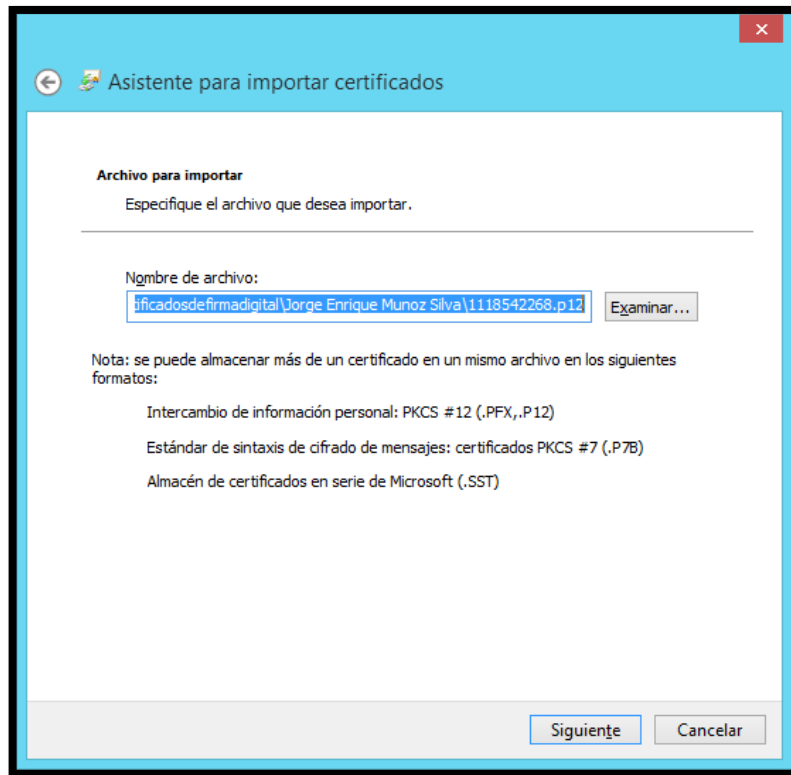 Asistente para importar certificados
Archivo para importar
Especifique el archivo que desea importar.
Nombre de archivo:
ificadosdefirmadigital\Jorge Enrique Munoz Silva\1118542268.p12
Examinar...
Nota: se puede almacenar más de un certificado en un mismo archivo en los siguientes
formatos:
Intercambio de información personal: PKCS #12 (.PFX,.P12)
Estándar de sintaxis de cifrado de mensajes: certificados PKCS #7 (.P7B)
Almacén de certificados en serie de Microsoft (.SST)
Siguiente
Cancelar